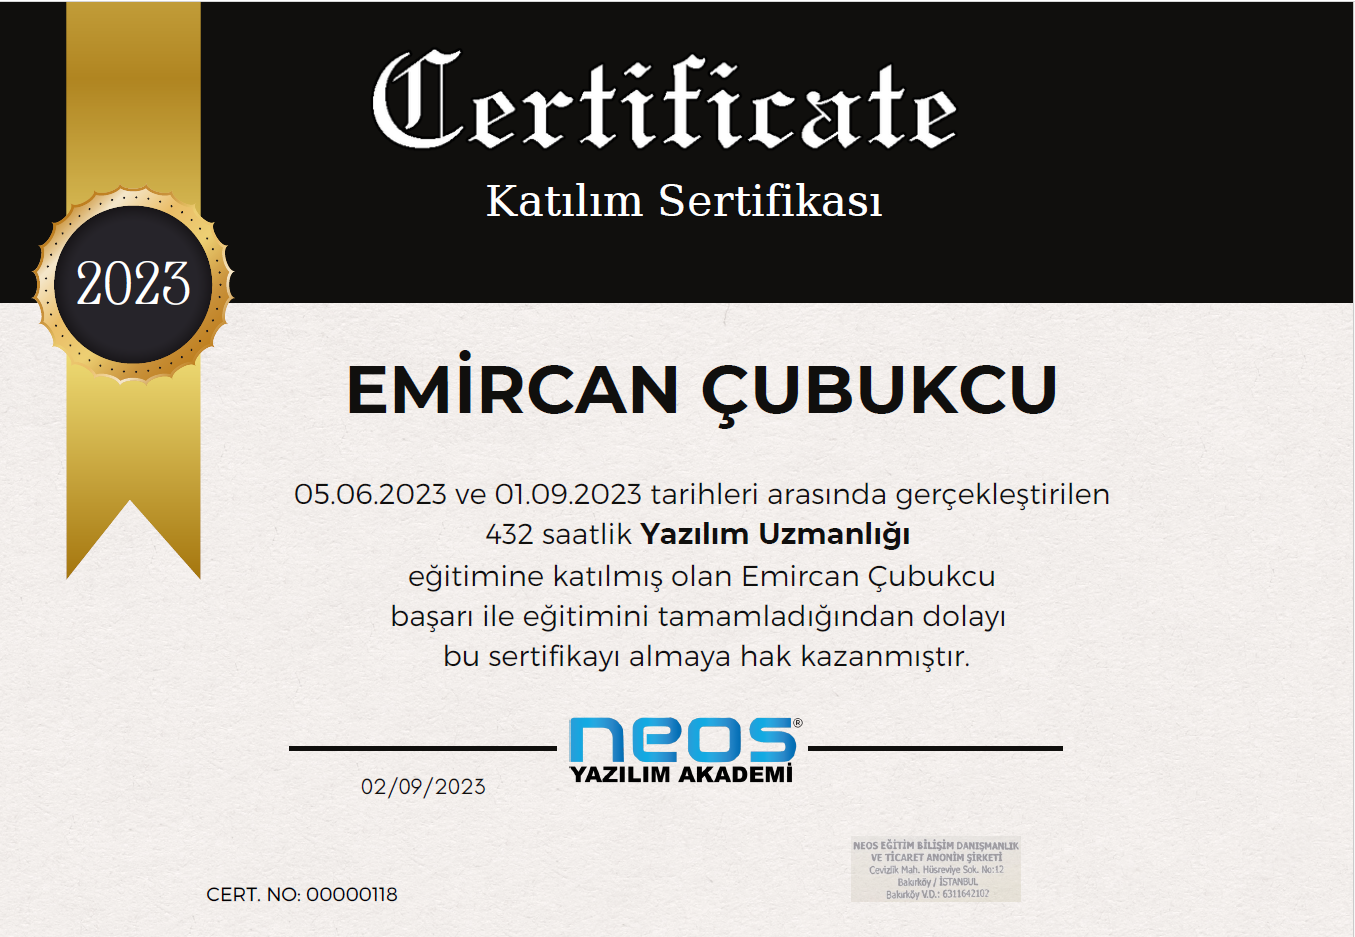 Certificate
Katılım Sertifikası
2023
EMİRCAN ÇUBUKCU
05.06.2023 ve 01.09.2023 tarihleri arasında gerçekleştirilen
432 saatlik Yazılım Uzmanlığı
eğitimine katılmış olan Emircan Çubukcu
başarı ile eğitimini tamamladığından dolayı
bu sertifikayı almaya hak kazanmıştır.
neos®
YAZILIM AKADEMİ
02/09/2023
NEOS EĞİTİM BİLİŞİM DANIŞMANLIK
VE TİCARET ANONİM ŞİRKETİ
Cevizlik Mah. Hüsreviye Sok. No:12
Bakırköy / İSTANBUL
Bakırköy V.D.: 6311642102
CERT. NO: 00000118